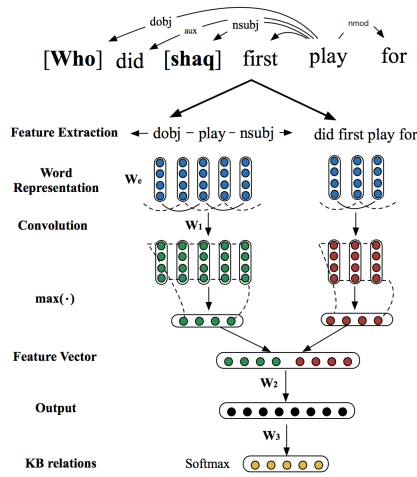 dobj
aux
nsubj
nmod
[Who] did [shaq] first play for
Feature Extraction dobj – play – nsubj did first play for
Word
Representation
We
Convolution
W1
max(·)
Feature Vector
W2
Output
W3
KB relations Softmax